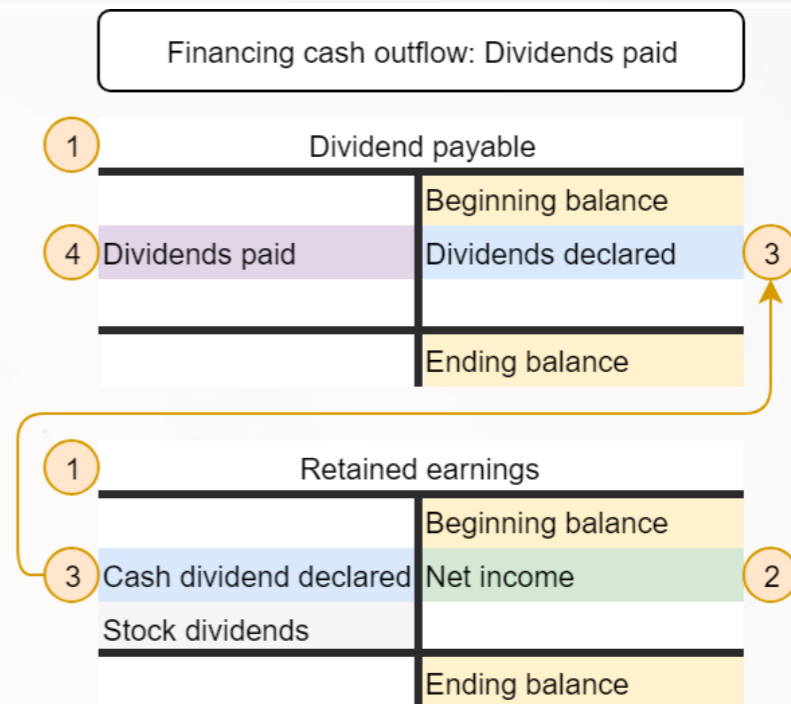 Financing cash outflow: Dividends paid
1
Dividend payable
Beginning balance
4
Dividends paid
Dividends declared
3
Ending balance
1
Retained earnings
Beginning balance
3
Cash dividend declared
Net income
2
Stock dividends
Ending balance